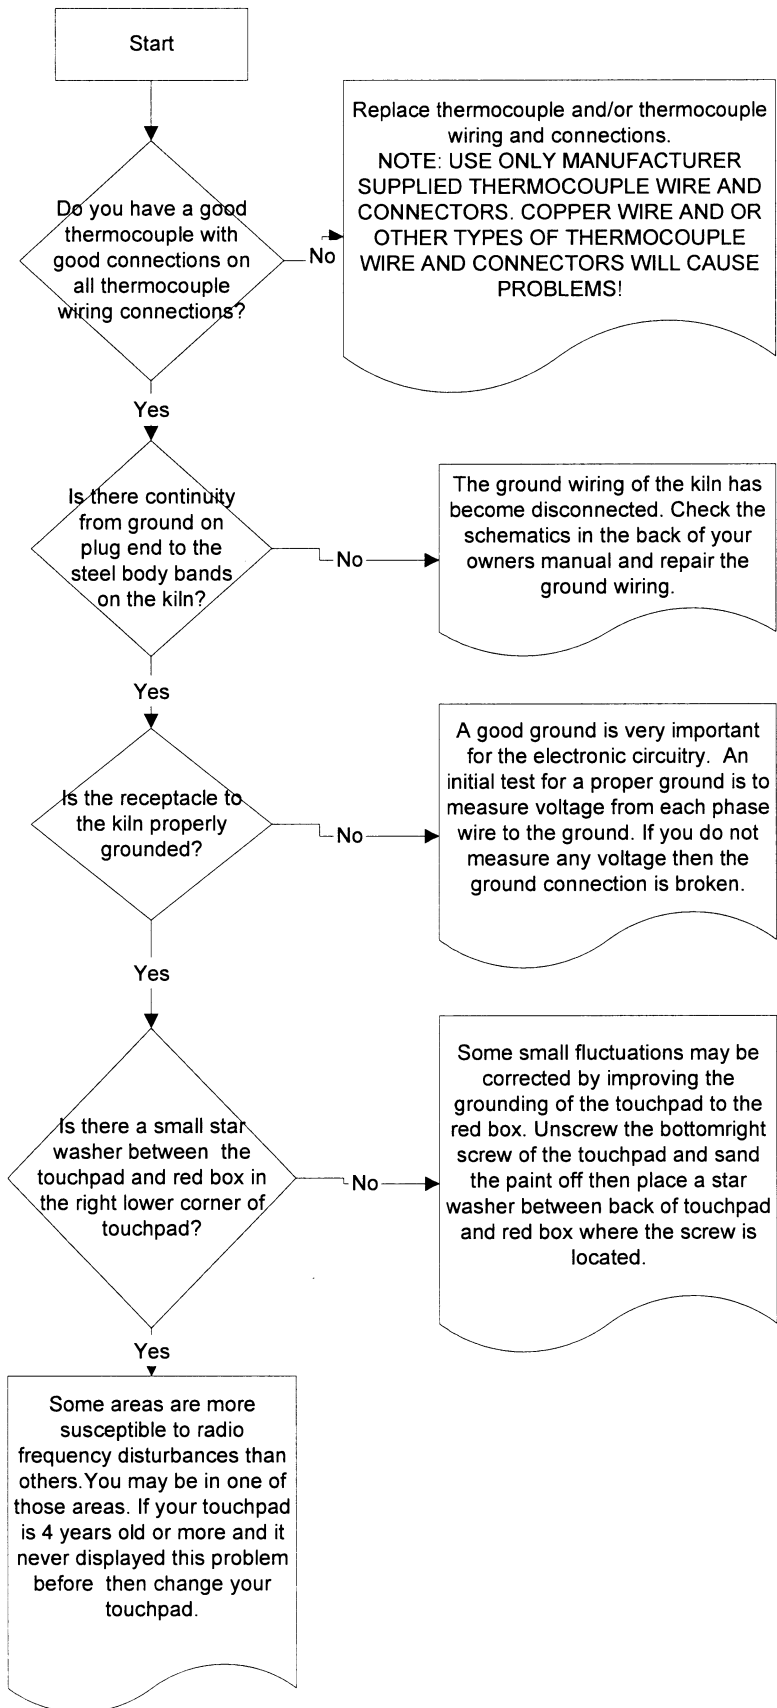 Start
Do you have a good
thermocouple with
good connections on
all thermocouple
wiring connections?
No
Replace thermocouple and/or thermocouple
wiring and connections.
NOTE: USE ONLY MANUFACTURER
SUPPLIED THERMOCOUPLE WIRE AND
CONNECTORS. COPPER WIRE AND OR
OTHER TYPES OF THERMOCOUPLE
WIRE AND CONNECTORS WILL CAUSE
PROBLEMS!
Yes
Is there continuity
from ground on
plug end to the
steel body bands
on the kiln?
No
The ground wiring of the kiln has
become disconnected. Check the
schematics in the back of your
owners manual and repair the
ground wiring.
Yes
Is the receptacle to
the kiln properly
grounded?
No
A good ground is very important
for the electronic circuitry.  An
initial test for a proper ground is to
measure voltage from each phase
wire to the ground. If you do not
measure any voltage then the
ground connection is broken.
Yes
Is there a small star
washer between  the
touchpad and red box in
the right lower corner of
touchpad?
No
Some small fluctuations may be
corrected by improving the
grounding of the touchpad to the
red box. Unscrew the bottomright
screw of the touchpad and sand
the paint off then place a star
washer between back of touchpad
and red box where the screw is
located.
Yes
Some areas are more
susceptible to radio
frequency disturbances than
others.You may be in one of
those areas. If your touchpad
is 4 years old or more and it
never displayed this problem
before  then change your
touchpad.